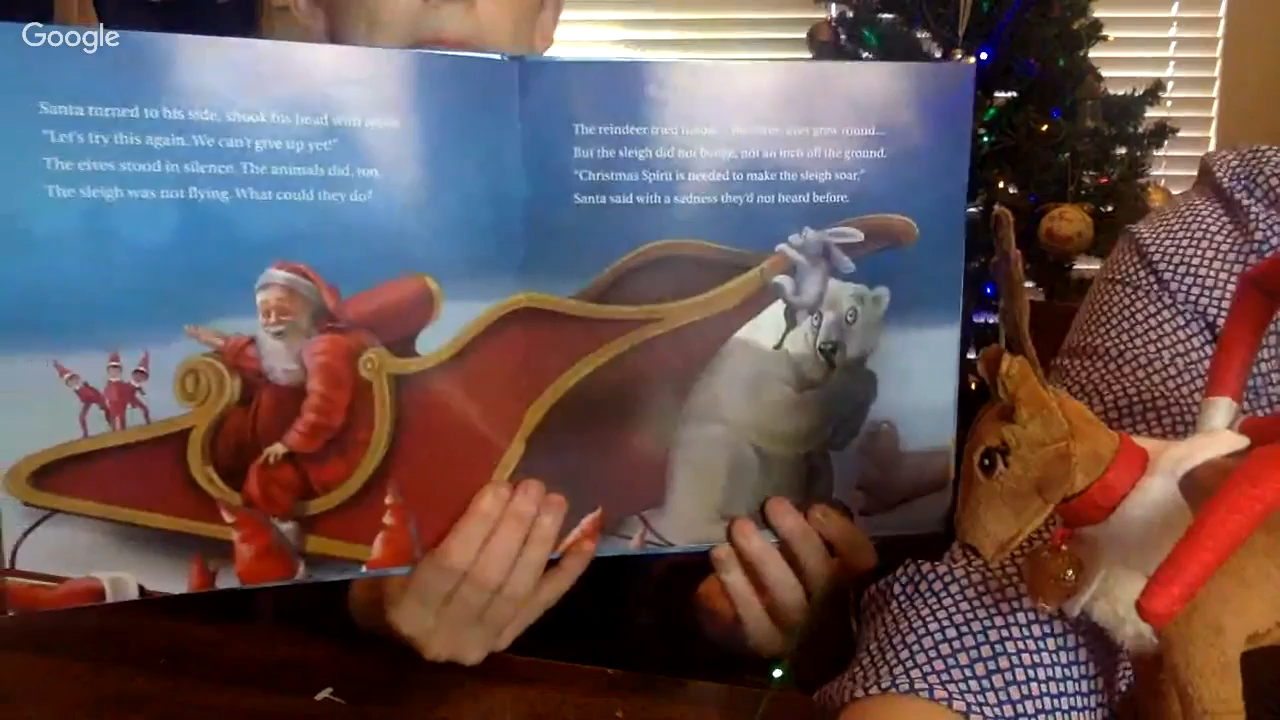 Google
Santa turned to his side, shook his head with
"Let's try this again. We can't give up yet!"
The elves stood in silence. The animals did, too.
The sleigh was not flying. What could they do?
The reindeer tried grew round...
But the sleigh did not budge, not an inch off the ground.
"Christmas Spirit is needed to make the sleigh soar,"
Santa said with a sadness they'd not heard before.